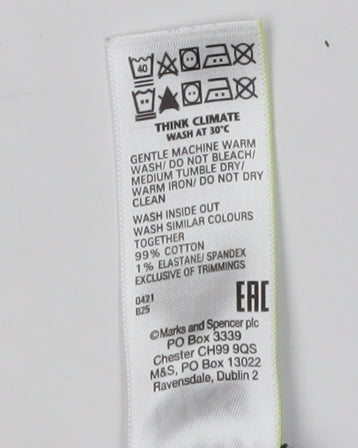 40
THINK CLIMATE
WASH AT 30°C
GENTLE MACHINE WARM
WASH/ DO NOT BLEACH/
MEDIUM TUMBLE DRY/
WARM IRON/ DO NOT DRY
CLEAN
WASH INSIDE OUT
WASH SIMILAR COLOURS
TOGETHER
99% COTTON
1% ELASTANE/ SPANDEX
EXCLUSIVE OF TRIMMINGS
0421
025
EAC
©Marks and Spencer plc
PO Box 3339
Chester CH99 9QS
M&S, PO Box 13022
Ravensdale, Dublin 2